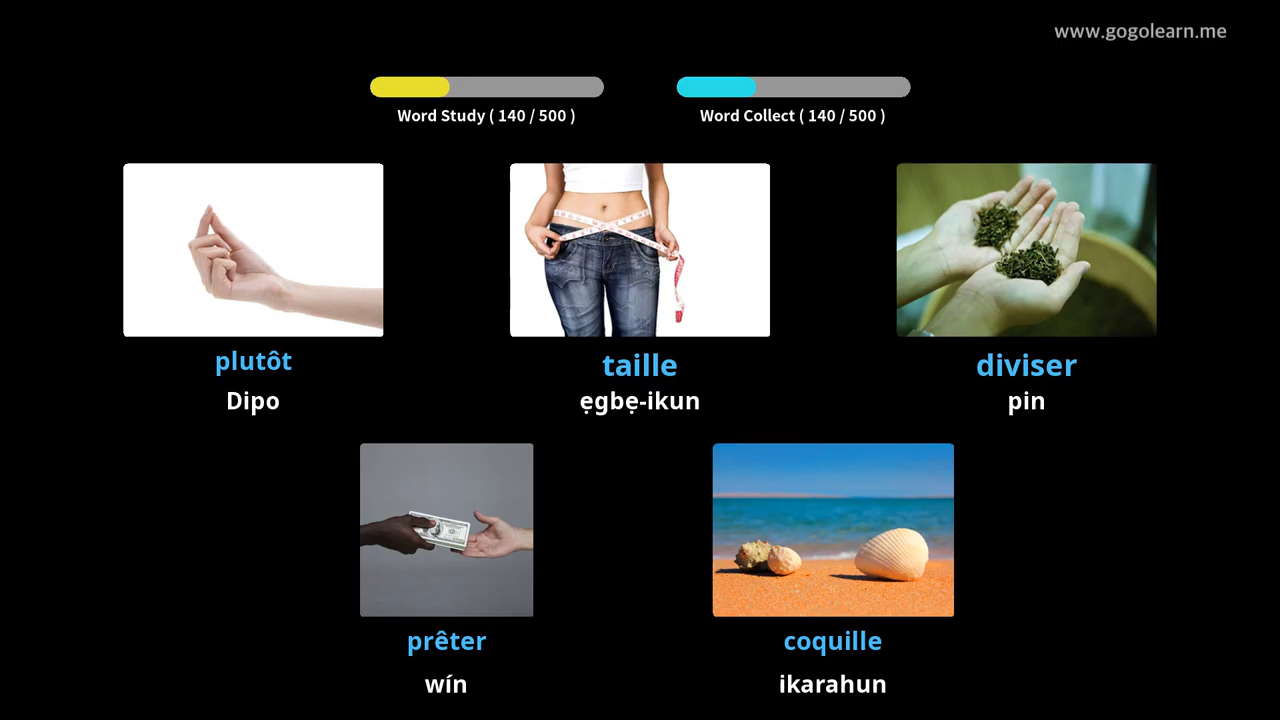 www.gogolearn.me
Word Study ( 140 / 500 )
Word Collect ( 140 / 500 )
plutôt
Dipo
taille
ẹgbẹ-ikun
diviser
pin
prêter
wín
coquille
ikarahun